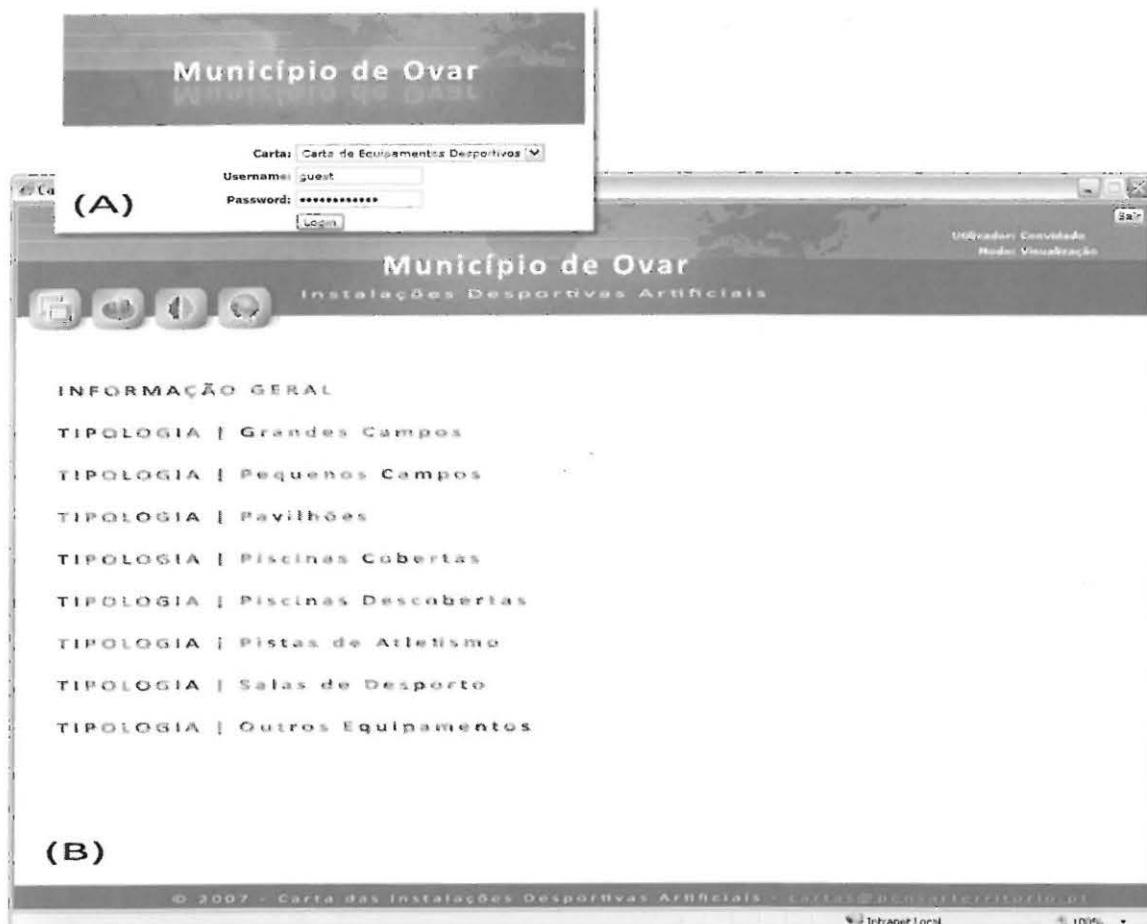 Município de Ovar
Carta: Carta de Equipamentos Desportivos
Username: guest
Password: ••••••••••••
Login
(A)
Sair
Utilizador: Convidado
Modo: Visualização
Município de Ovar
Instalações Desportivas Artificiais
INFORMAÇÃO GERAL
TIPOLOGIA | Grandes Campos
TIPOLOGIA | Pequenos Campos
TIPOLOGIA | Pavilhões
TIPOLOGIA | Piscinas Cobertas
TIPOLOGIA | Piscinas Descobertas
TIPOLOGIA | Pistas de Atletismo
TIPOLOGIA | Salas de Desporto
TIPOLOGIA | Outros Equipamentos
(B)
© 2007 - Carta das Instalações Desportivas Artificiais - cartas@pensarterritorio.pt
Intranet Local 100%